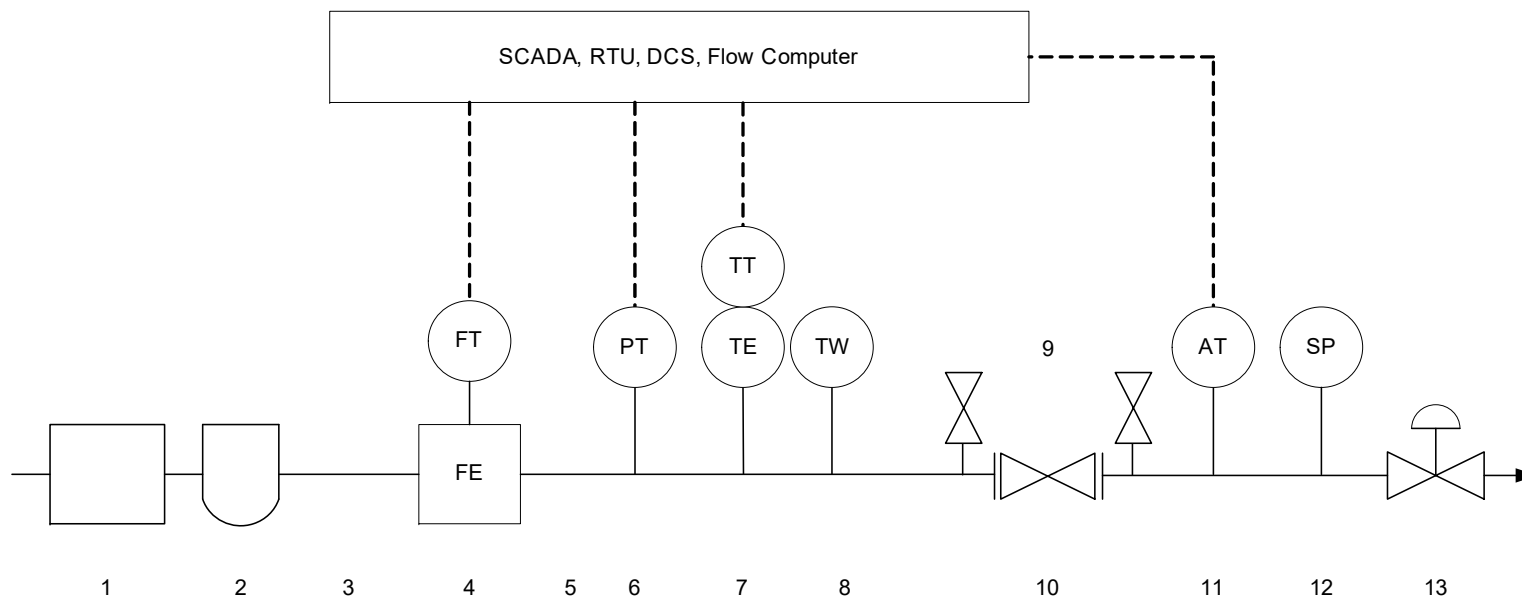 SCADA, RTU, DCS, Flow Computer
TT
FT
PT
TE
TW
9
AT
SP
FE
1
2
3
4
5
6
7
8
10
11
12
13